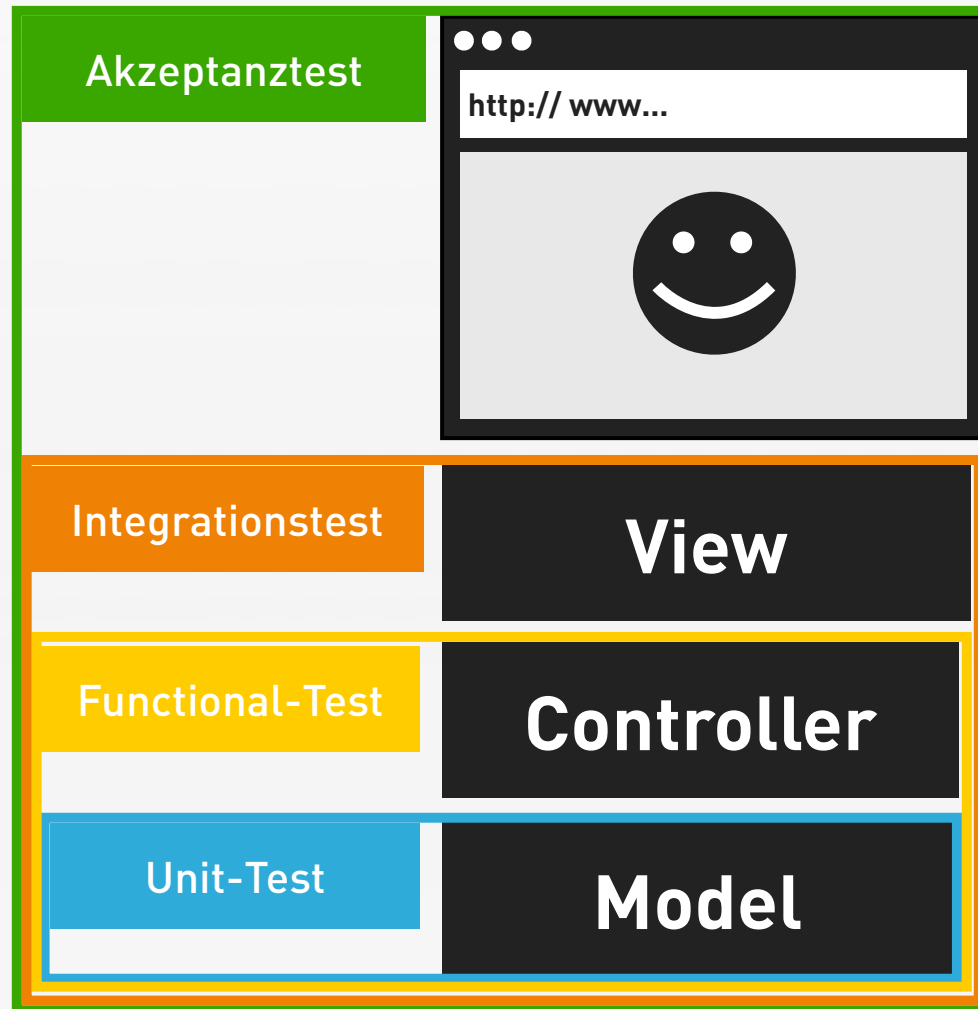 Akzeptanztest
http:// www...
Integrationstest
View
Functional-Test
Controller
Unit-Test
Model